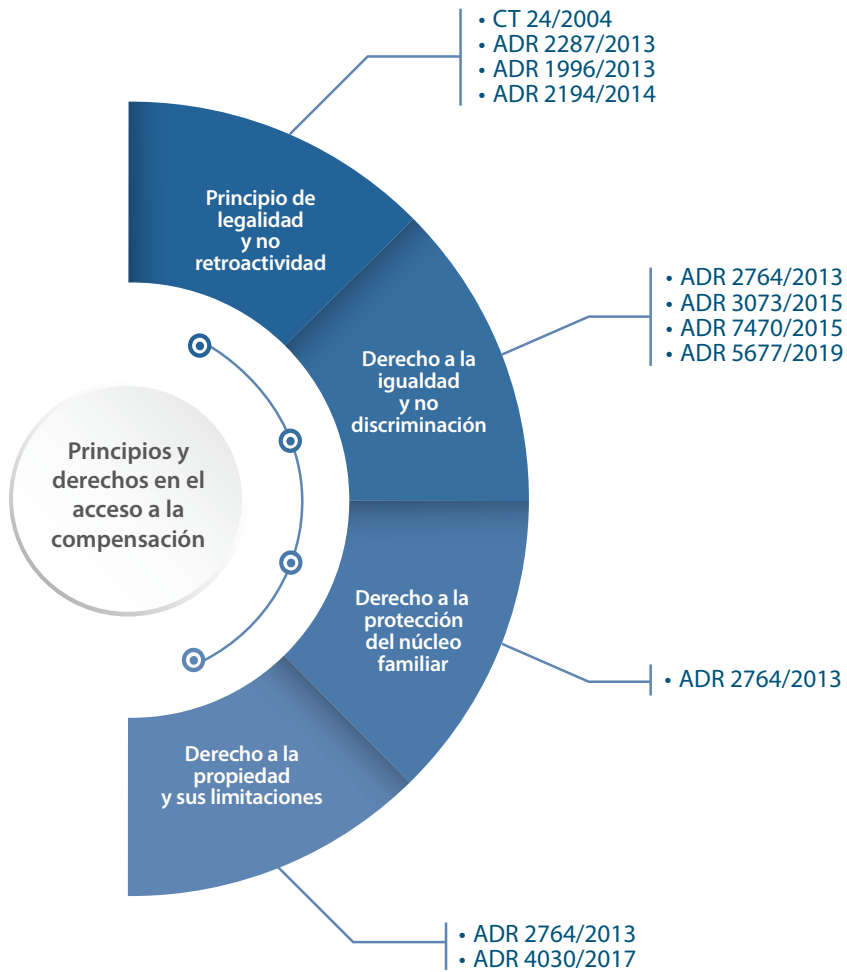 • CT 24/2004
• ADR 2287/2013
• ADR 1996/2013
• ADR 2194/2014
Principio de
legalidad
y no
retroactividad
• ADR 2764/2013
• ADR 3073/2015
• ADR 7470/2015
• ADR 5677/2019
Derecho a la
igualdad
y no
discriminación
Principios y
derechos en el
acceso a la
compensación
Derecho a la
protección
del núcleo
familiar
• ADR 2764/2013
Derecho a la
propiedad
y sus limitaciones
• ADR 2764/2013
• ADR 4030/2017